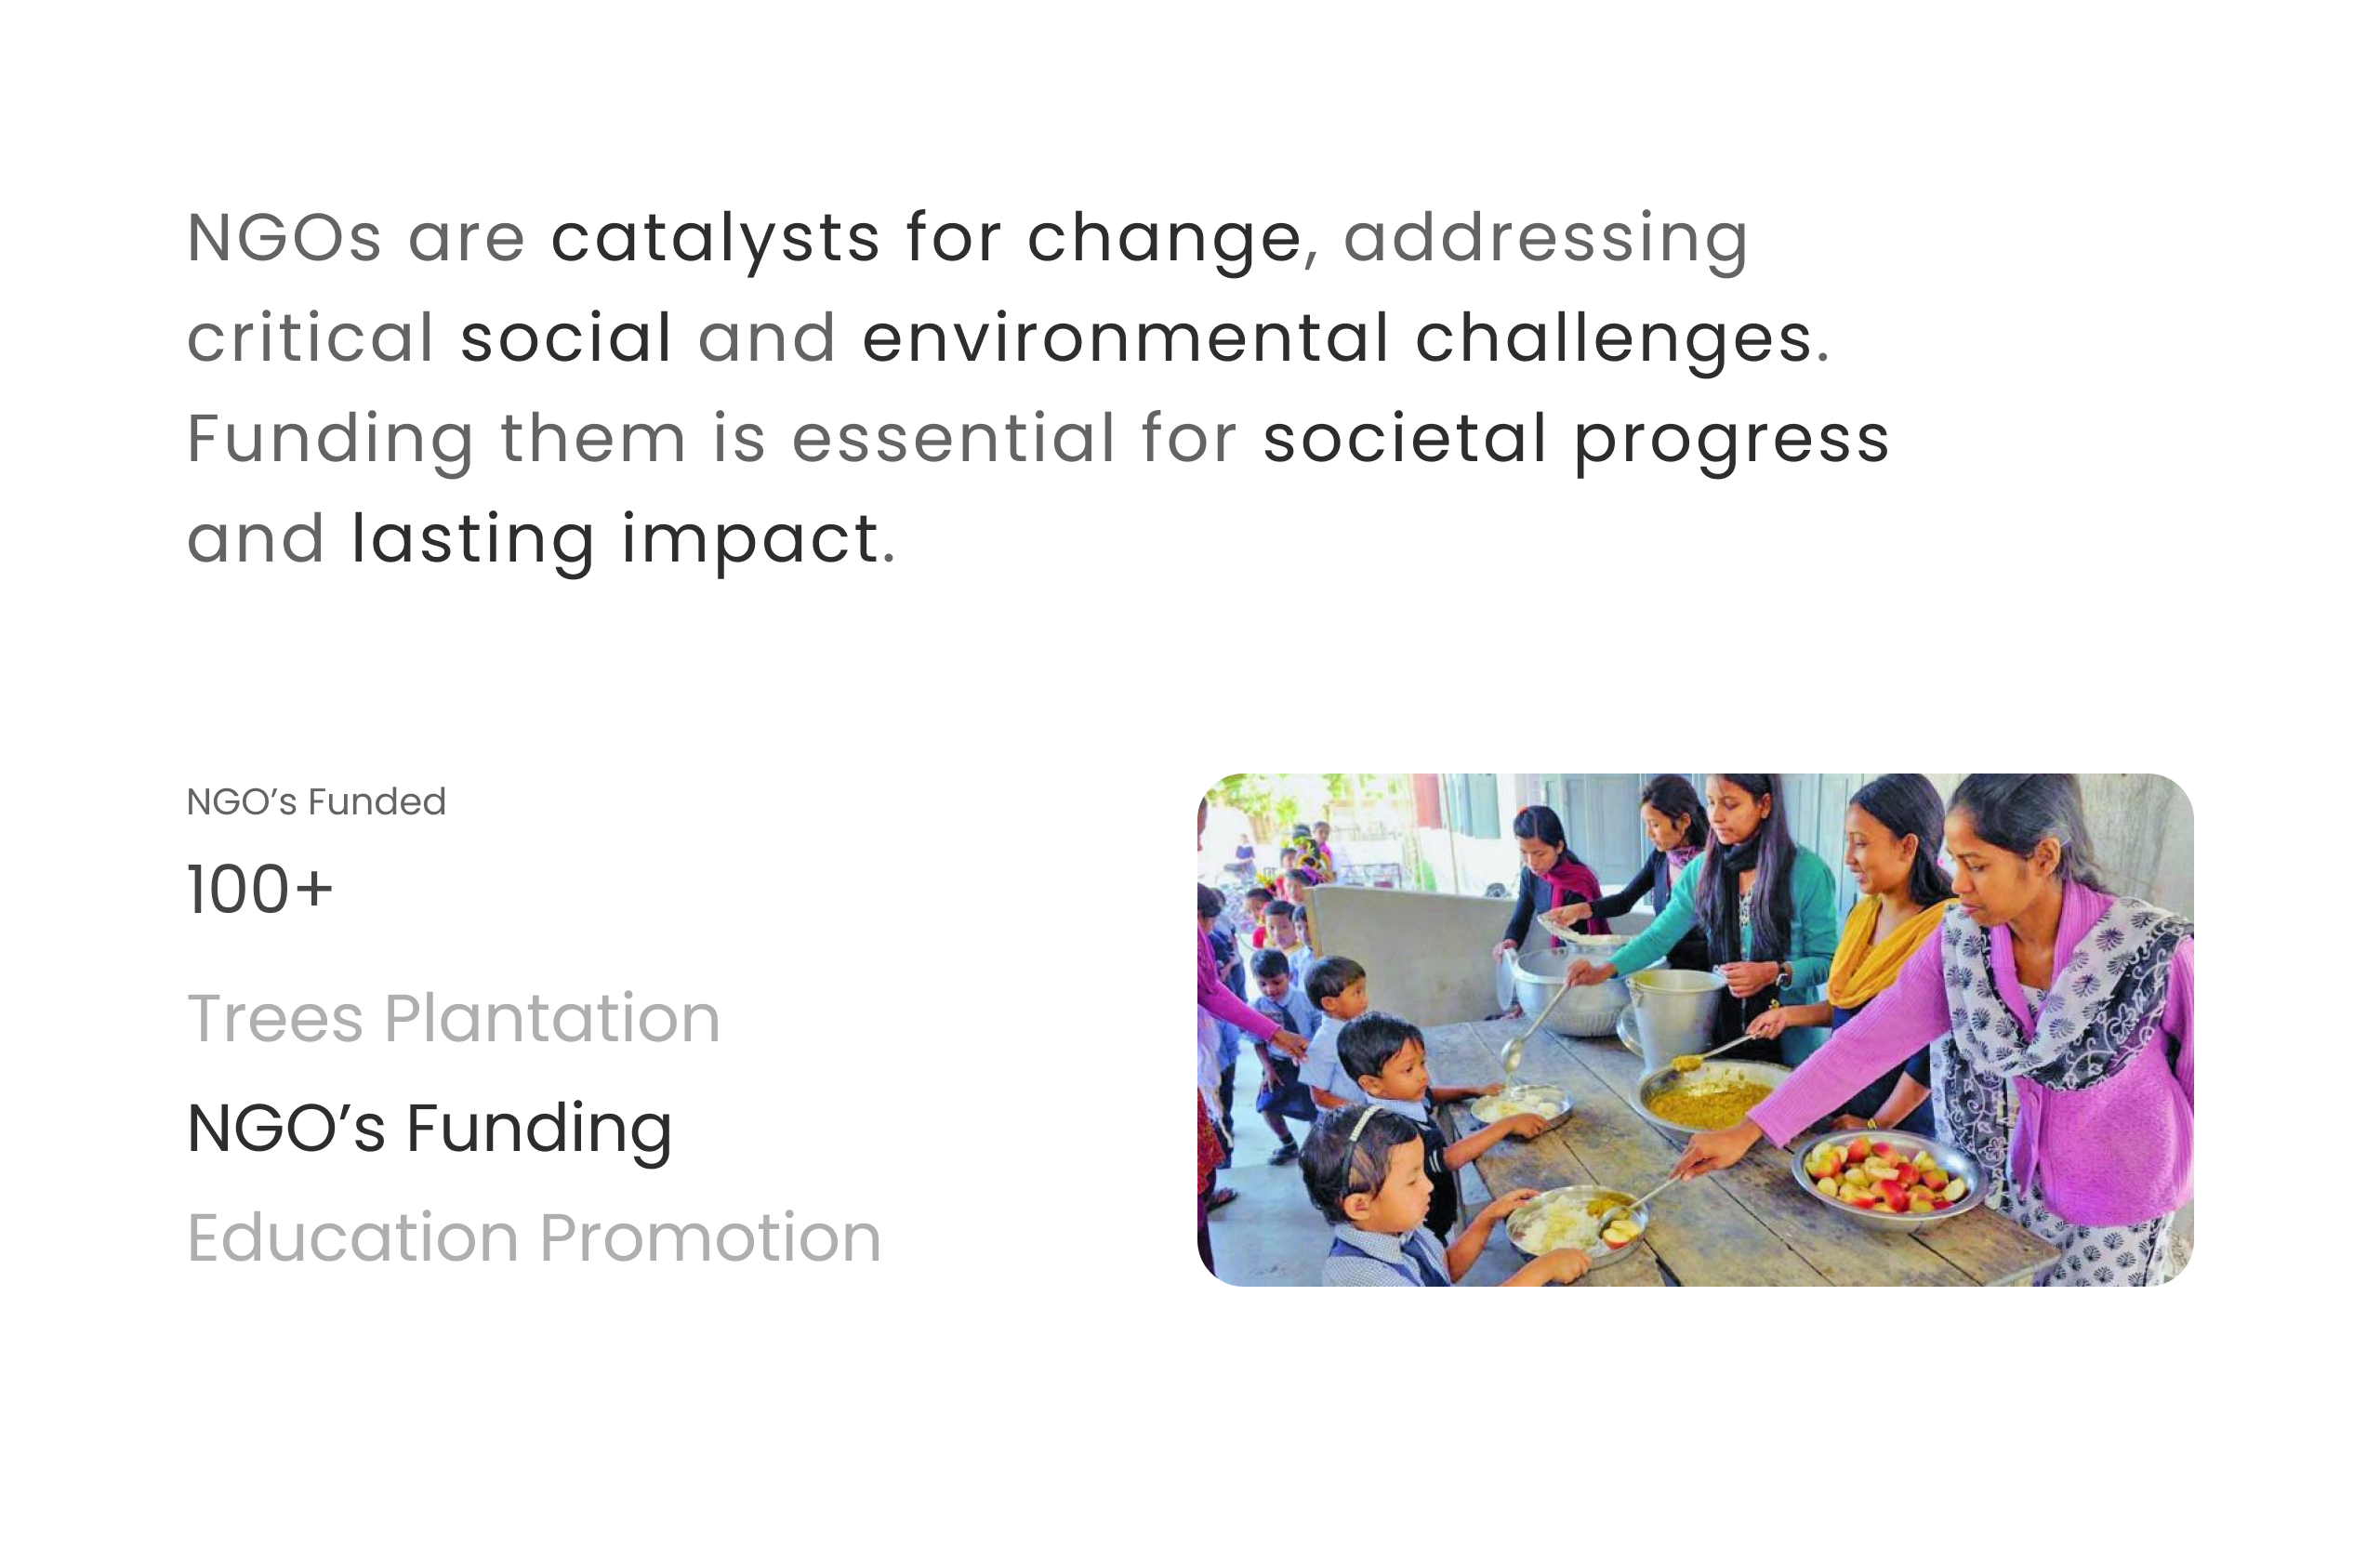 NGOs are catalysts for change, addressing
critical social and environmental challenges.
Funding them is essential for societal progress
and lasting impact.
NGO’s Funded
100+
Trees Plantation
NGO’s Funding
Education Promotion